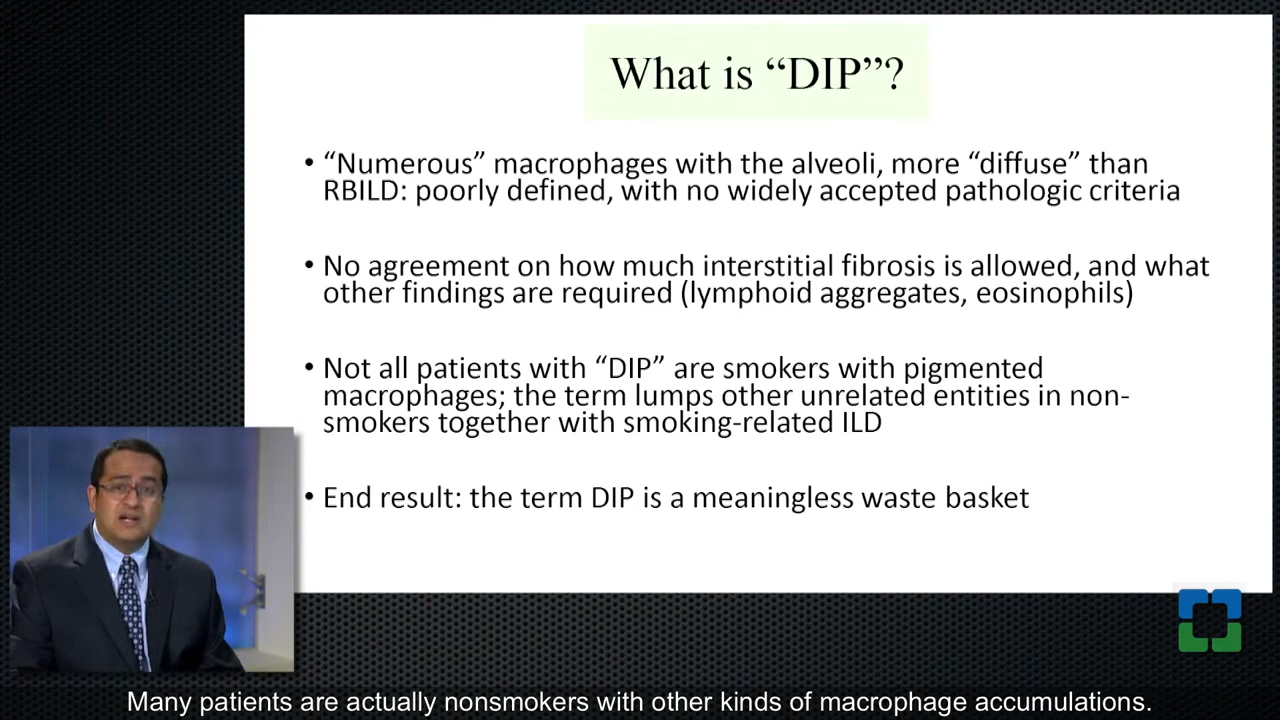 What is “DIP”?
• “Numerous” macrophages with the alveoli, more “diffuse” than
RBILD: poorly defined, with no widely accepted pathologic criteria
• No agreement on how much interstitial fibrosis is allowed, and what
other findings are required (lymphoid aggregates, eosinophils)
• Not all patients with “DIP” are smokers with pigmented
macrophages; the term lumps other unrelated entities in non-
smokers together with smoking-related ILD
• End result: the term DIP is a meaningless waste basket
Many patients are actually nonsmokers with other kinds of macrophage accumulations.